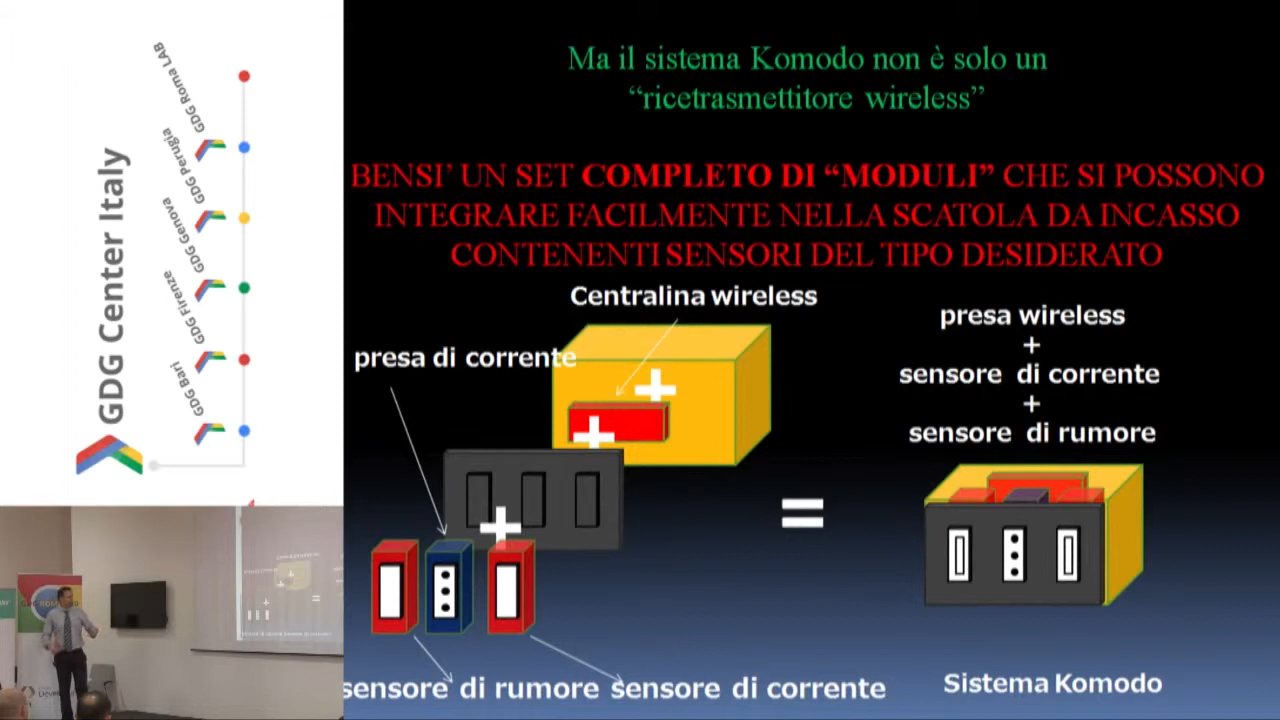 GDG Center Italy
GDG Roma LAB
GDG Perugia
GDG Genova
GDG Firenze
GDG Bari
Ma il sistema Komodo non è solo un
“ricetrasmettitore wireless”
BENSI’ UN SET COMPLETO DI “MODULI” CHE SI POSSONO
INTEGRARE FACILMENTE NELLA SCATOLA DA INCASSO
CONTENENTI SENSORI DEL TIPO DESIDERATO
Centralina wireless
presa di corrente
+
+
+
=
presa wireless
+
sensore di corrente
+
sensore di rumore
sensore di rumore
sensore di corrente
Sistema Komodo